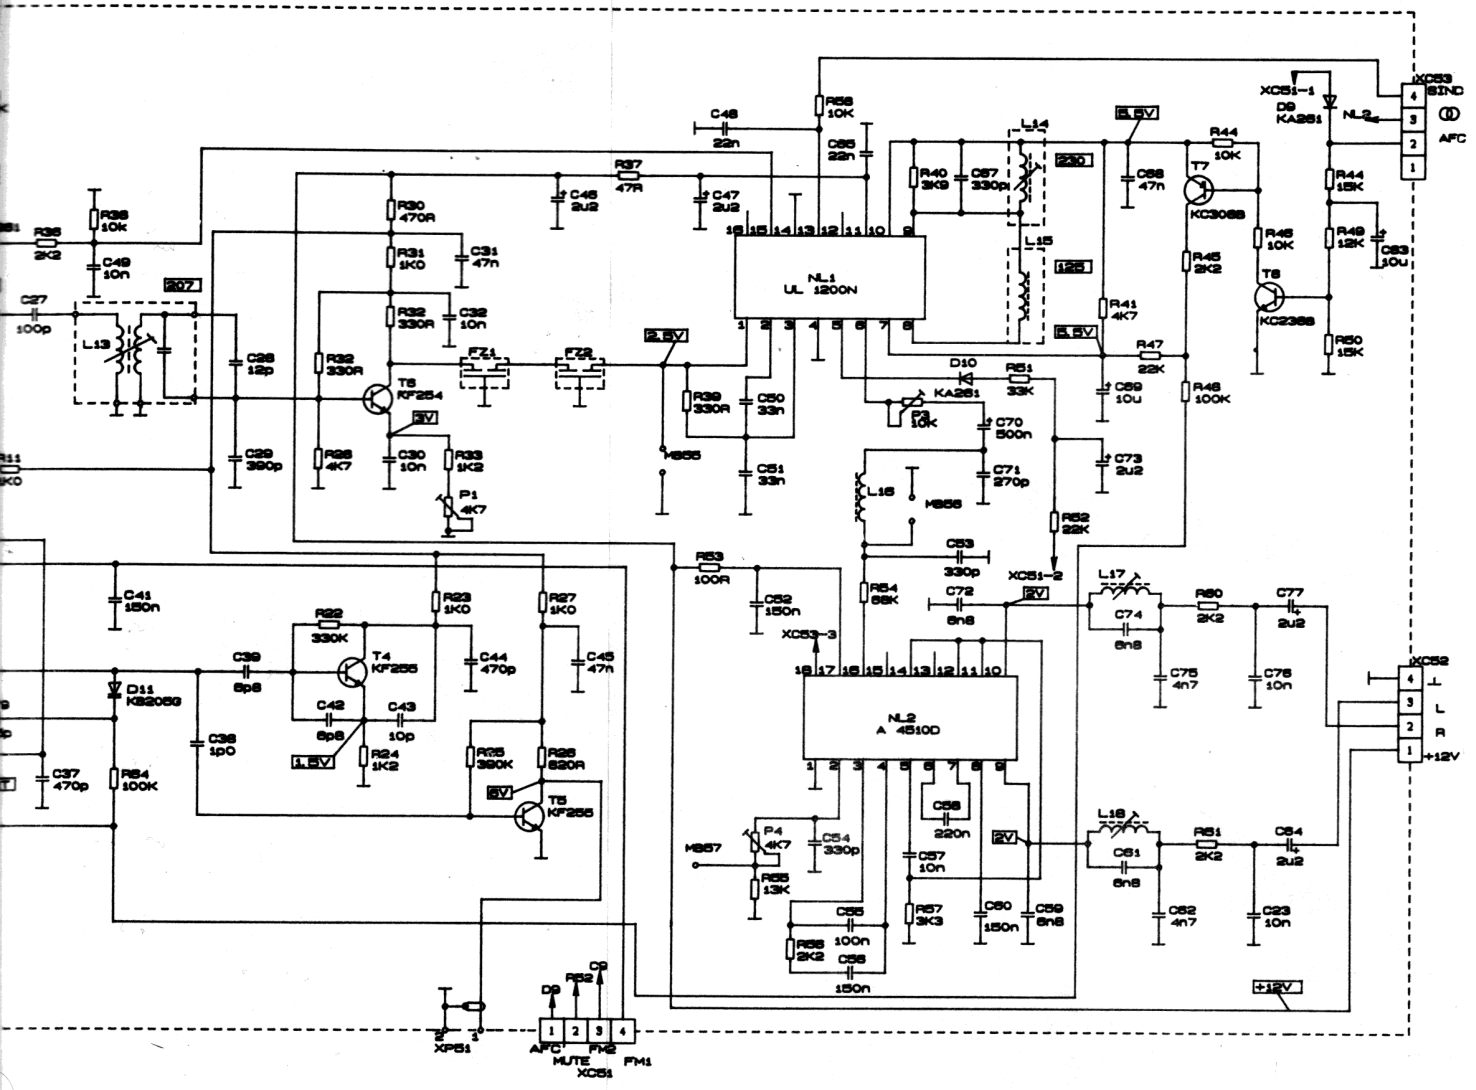 XC53
SIND
XC51-1
D9
KA261
NL2
4
3
2
1
AFC
R56
10K
C48
22n
C65
22n
L14
5.5V
R44
10K
230
R37
47R
C46
2u2
C47
2u2
R40
3K9
C67
330p
C68
47n
T7
KC308B
R44
15K
R30
470R
R38
10k
R36
2K2
C49
10n
R31
1K0
C31
47n
16 15 14 13 12 11 10 9
L15
NL1
UL 1200N
125
R45
2K2
R46
10K
T8
KC238B
R49
12K
C63
10u
207
C27
100p
L13
R32
330R
C32
10n
1 2 3 4 5 6 7 8
R41
4K7
5.5V
R47
22K
R50
15K
C28
12p
R32
330R
FZ1
FZ2
2.5V
T6
KF254
D10
KA261
R51
33K
C69
10u
R48
100K
3V
R39
330R
C50
33n
P3
10K
C70
500n
R11
1K0
C29
390p
R28
4K7
C30
10n
R33
1K2
MB55
C51
33n
C71
270p
C73
2u2
P1
4K7
L16
MB56
R52
22K
C53
330p
XC51-2
R53
100R
C52
150n
R54
68K
C72
6n8
2V
L17
C74
6n8
R60
2K2
C77
2u2
C41
150n
R22
330K
R23
1K0
R27
1K0
XC53-3
18 17 16 15 14 13 12 11 10
C39
6p8
T4
KF255
C44
470p
C45
47n
C75
4n7
C76
10n
XC52
4
3 L
2 R
1
+12V
D11
KB205G
C42
6p8
C43
10p
NL2
A 4510D
C38
1p0
1.5V
R24
1K2
R25
390K
R26
820R
1 2 3 4 5 6 7 8 9
C37
470p
R64
100K
6V
T5
KF255
C58
220n
L18
MB57
P4
4K7
C54
330p
2V
C61
6n8
R61
2K2
C64
2u2
C57
10n
R55
13K
R57
3K3
C60
150n
C59
6n8
C62
4n7
C23
10n
C55
100n
R56
2K2
C56
150n
D9
R52
C9
+12V
2 1
XP51
1 2 3 4
AFC
FM2
MUTE
FM1
XC51